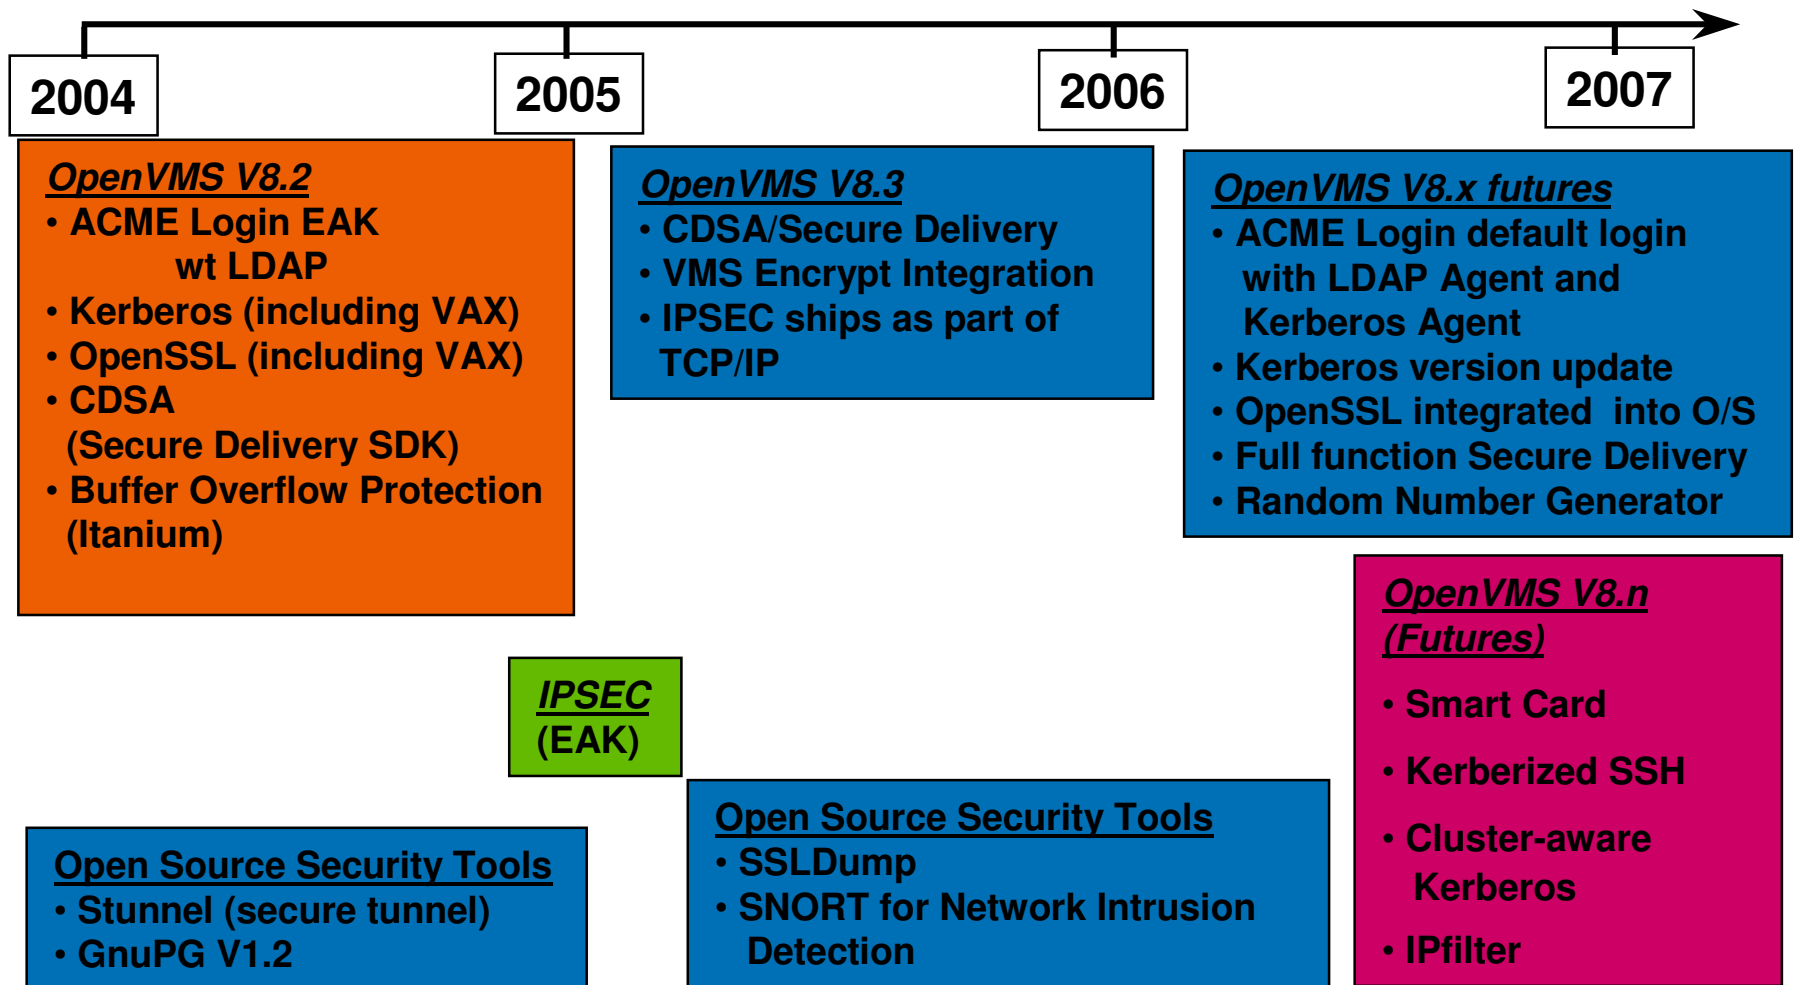 2004
2005
2006
2007
OpenVMS V8.2
• ACME Login EAK
wt LDAP
• Kerberos (including VAX)
• OpenSSL (including VAX)
• CDSA
(Secure Delivery SDK)
• Buffer Overflow Protection
(Itanium)
OpenVMS V8.3
• CDSA/Secure Delivery
• VMS Encrypt Integration
• IPSEC ships as part of
TCP/IP
OpenVMS V8.x futures
• ACME Login default login
with LDAP Agent and
Kerberos Agent
• Kerberos version update
• OpenSSL integrated into O/S
• Full function Secure Delivery
• Random Number Generator
IPSEC
(EAK)
Open Source Security Tools
• Stunnel (secure tunnel)
• GnuPG V1.2
Open Source Security Tools
• SSLDump
• SNORT for Network Intrusion
Detection
OpenVMS V8.n
(Futures)
• Smart Card
• Kerberized SSH
• Cluster-aware
Kerberos
• IPfilter